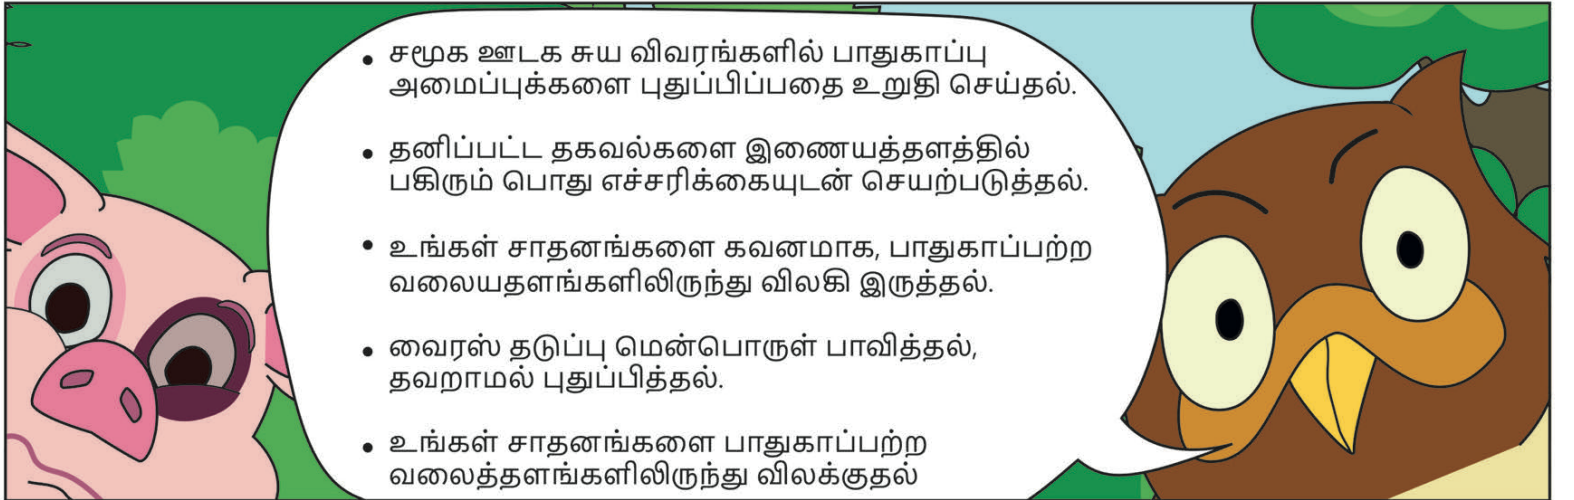 • சமூக ஊடக சுய விவரங்களில் பாதுகாப்பு
அமைப்புக்களை புதுப்பிப்பதை உறுதி செய்தல்.
• தனிப்பட்ட தகவல்களை இணையத்தளத்தில்
பகிரும் பொது எச்சரிக்கையுடன் செயற்படுத்தல்.
• உங்கள் சாதனங்களை கவனமாக, பாதுகாப்பற்ற
வலையதளங்களிலிருந்து விலகி இருத்தல்.
• வைரஸ் தடுப்பு மென்பொருள் பாவித்தல்,
தவறாமல் புதுப்பித்தல்.
• உங்கள் சாதனங்களை பாதுகாப்பற்ற
வலைத்தளங்களிலிருந்து விலக்குதல்